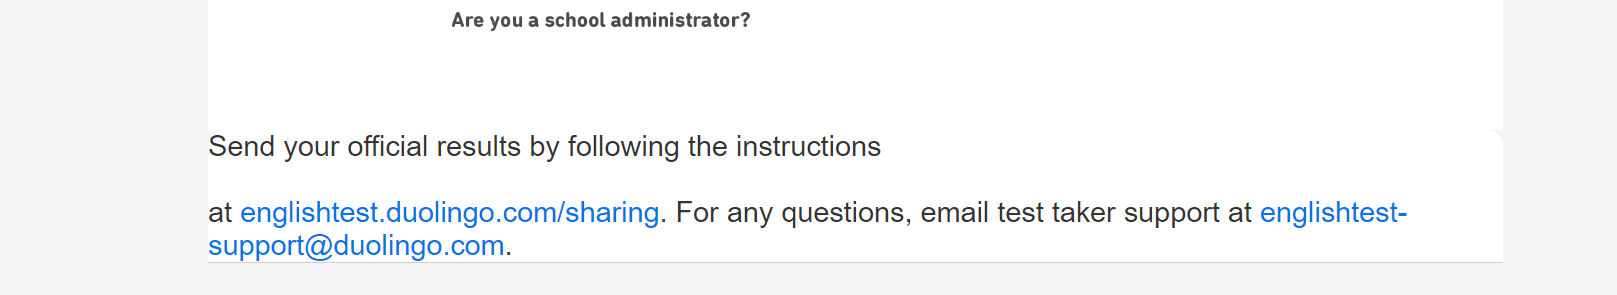 Are you a school administrator?
Send your official results by following the instructions
at englishtest.duolingo.com/sharing. For any questions, email test taker support at englishtest-
support@duolingo.com.